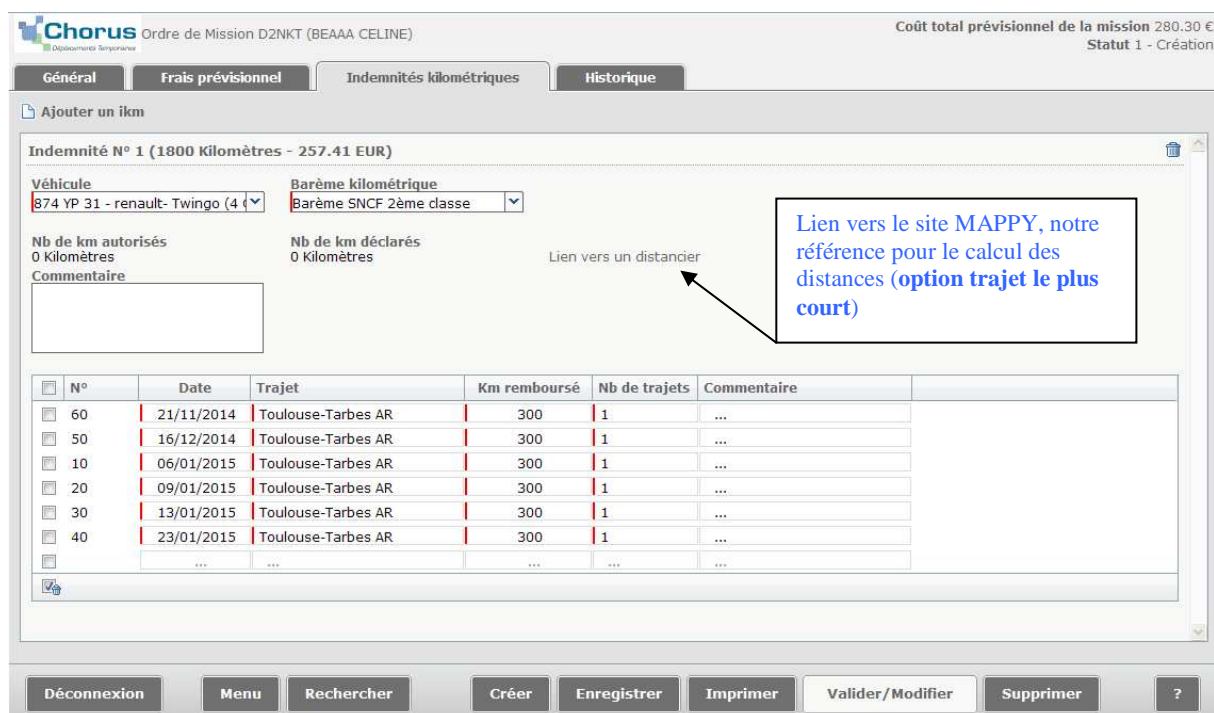 Chorus Ordre de Mission D2NKT (BEAAA CELINE)
Déplacements Temporaires
Coût total prévisionnel de la mission 280.30 €
Statut 1 - Création
Général Frais prévisionnel Indemnités kilométriques Historique
Ajouter un ikm
Indemnité N° 1 (1800 Kilomètres - 257.41 EUR)
Véhicule Barème kilométrique
874 YP 31 - renault- Twingo (4 Barème SNCF 2ème classe
Nb de km autorisés Nb de km déclarés
0 Kilomètres 0 Kilomètres Lien vers un distancier
Commentaire
Lien vers le site MAPPY, notre
référence pour le calcul des
distances (option trajet le plus
court)
N° Date Trajet Km remboursé Nb de trajets Commentaire
60 21/11/2014 Toulouse-Tarbes AR 300 1 ...
50 16/12/2014 Toulouse-Tarbes AR 300 1 ...
10 06/01/2015 Toulouse-Tarbes AR 300 1 ...
20 09/01/2015 Toulouse-Tarbes AR 300 1 ...
30 13/01/2015 Toulouse-Tarbes AR 300 1 ...
40 23/01/2015 Toulouse-Tarbes AR 300 1 ...
... ... ... ... ...
Déconnexion Menu Rechercher Créer Enregistrer Imprimer Valider/Modifier Supprimer ?